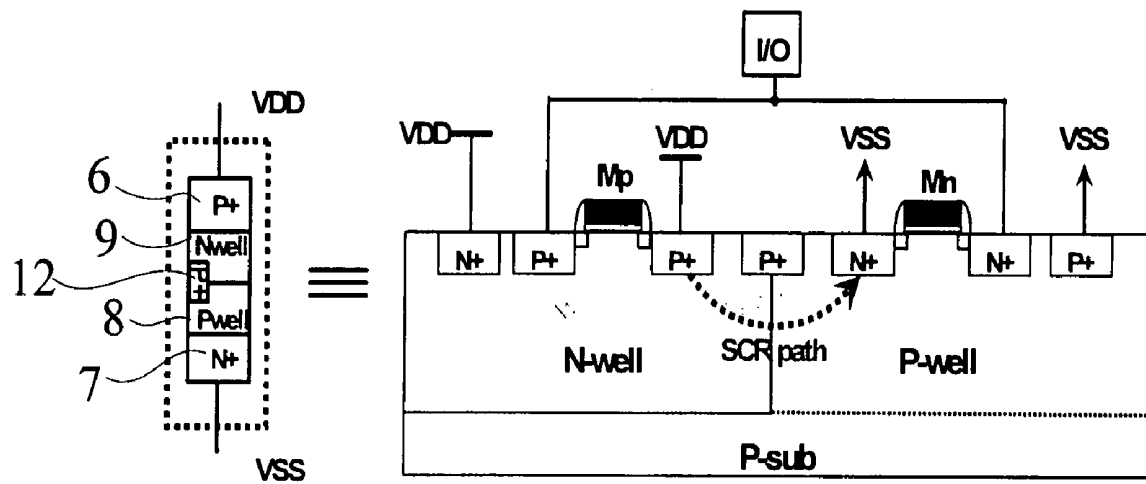 VDD
6
P+
9
Nwell
12
P+
8
Pwell
7
N+
VSS
I/O
VDD
VDD
VSS
VSS
Mp
Mn
N+
P+
P+
P+
N+
N+
P+
SCR path
N-well
P-well
P-sub